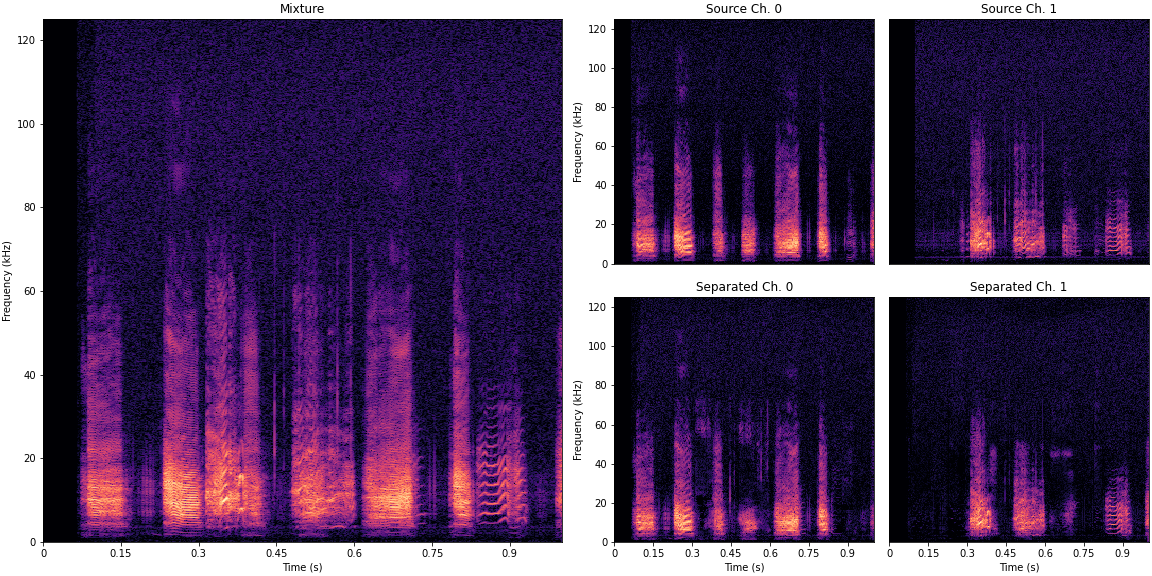 Mixture
120
100
80
60
40
20
0
Frequency (kHz)
0 0.15 0.3 0.45 0.6 0.75 0.9
Time (s)
Source Ch. 0
120
100
80
60
40
20
0
Frequency (kHz)
Source Ch. 1
Separated Ch. 0
120
100
80
60
40
20
0
Frequency (kHz)
0 0.15 0.3 0.45 0.6 0.75 0.9
Time (s)
Separated Ch. 1
0 0.15 0.3 0.45 0.6 0.75 0.9
Time (s)